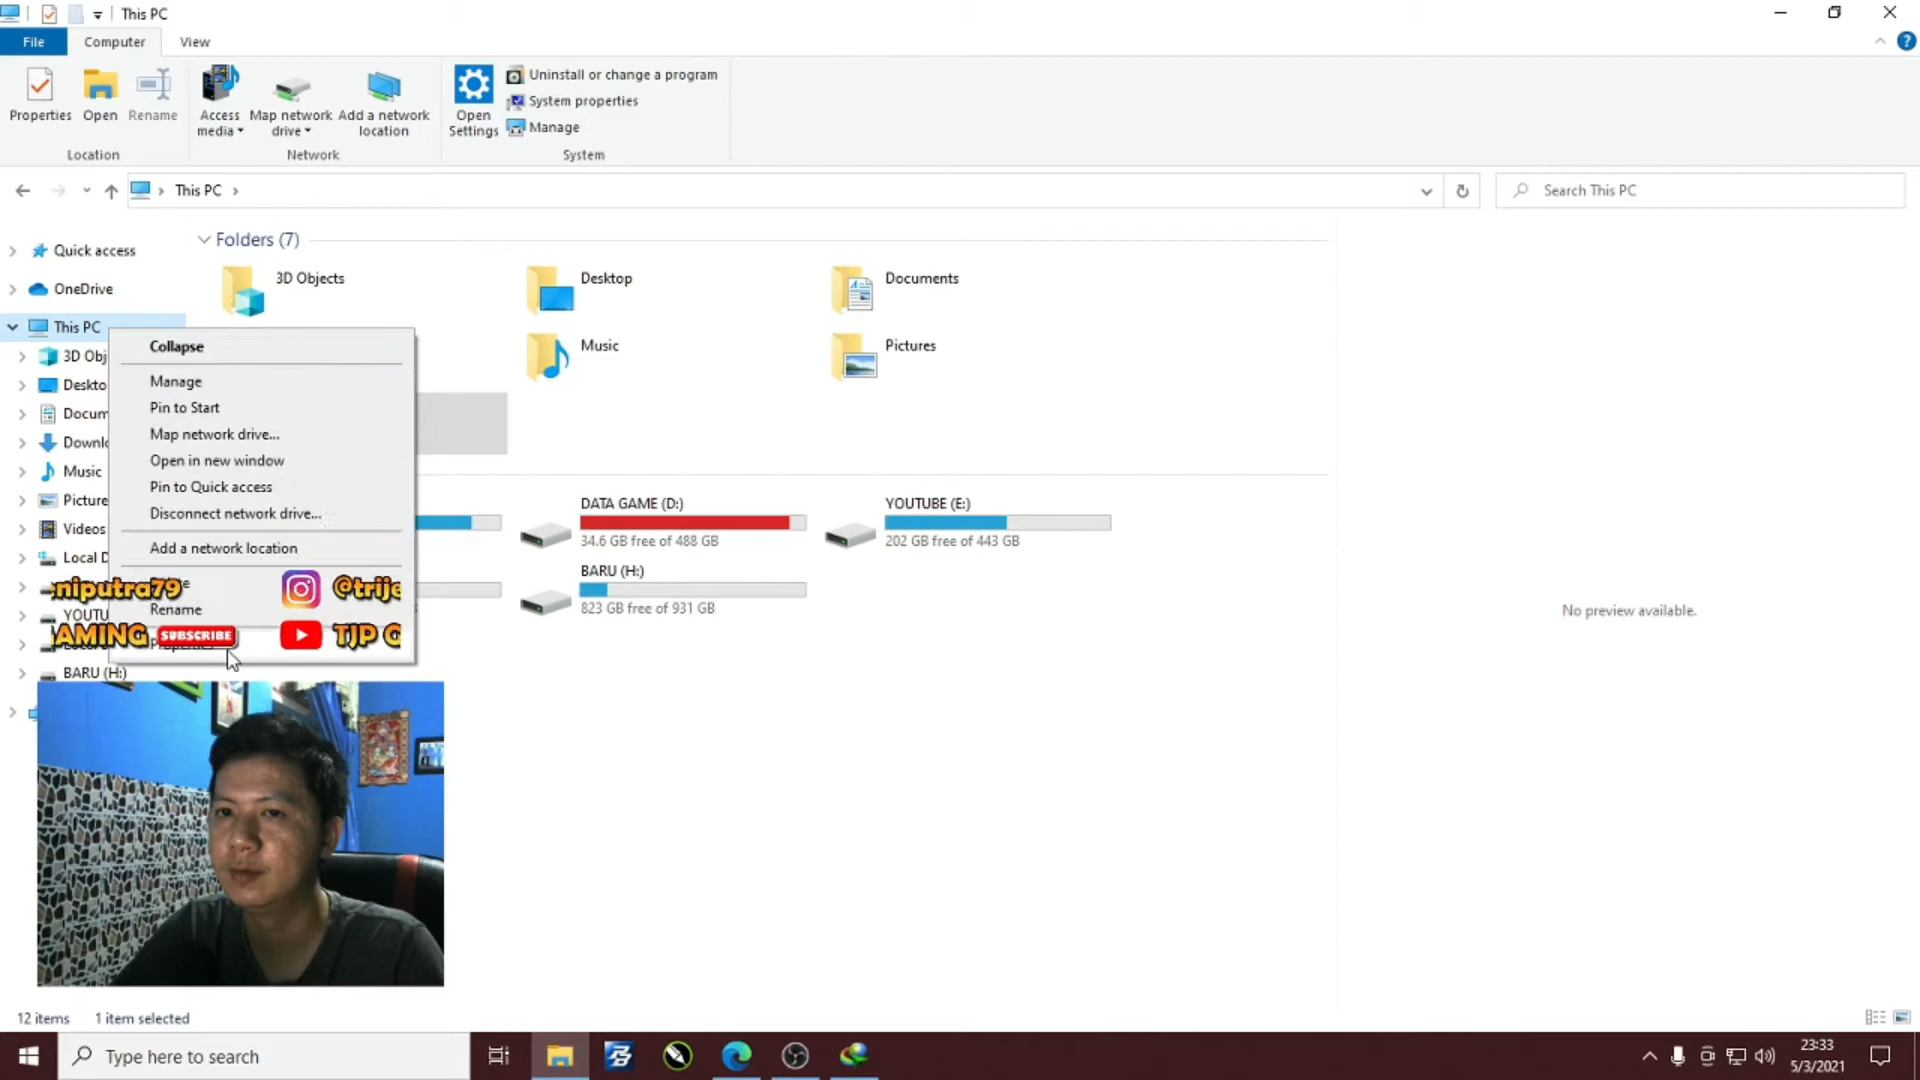 This PC
File
Computer
View
Properties
Open
Rename
Access media
Map network drive
Add a network location
Open Settings
Uninstall or change a program
System properties
Manage
Location
Network
System
This PC
Search This PC
Quick access
OneDrive
This PC
3D Obj
Deskto
Docum
Downlo
Music
Picture
Videos
Local D
YOUTU
BARU (H:)
Collapse
Manage
Pin to Start
Map network drive...
Open in new window
Pin to Quick access
Disconnect network drive...
Add a network location
Rename
niputra79
@trije
AMING
SUBSCRIBE
TJP G
Folders (7)
3D Objects
Desktop
Documents
Music
Pictures
DATA GAME (D:)
34.6 GB free of 488 GB
YOUTUBE (E:)
202 GB free of 443 GB
BARU (H:)
823 GB free of 931 GB
No preview available.
12 items
1 item selected
Type here to search
23:33
5/3/2021